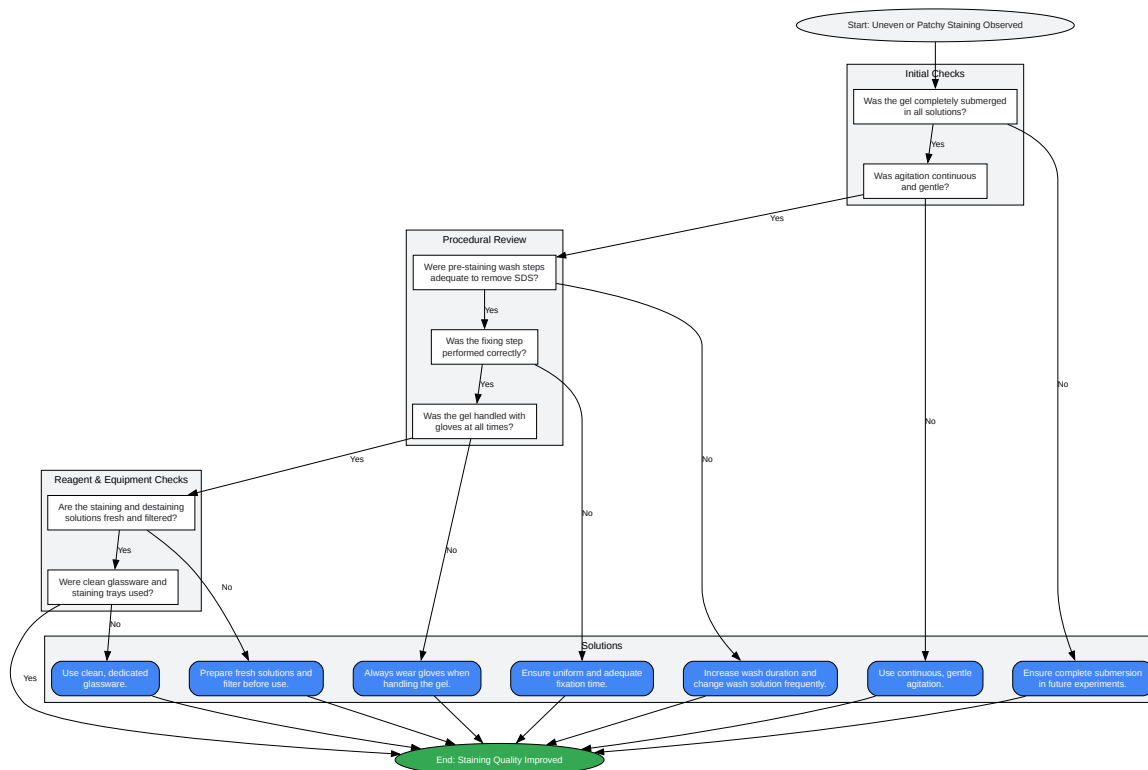 Start: Uneven or Patchy Staining Observed
Initial Checks
Was the gel completely submerged
in all solutions?
Yes
Was agitation continuous
and gentle?
Yes
Procedural Review
Were pre-staining wash steps
adequate to remove SDS?
Yes
Was the fixing step
performed correctly?
Yes
No
No
Was the gel handled with
gloves at all times?
Yes
No
Reagent & Equipment Checks
Are the staining and destaining
solutions fresh and filtered?
No
Yes
No
Were clean glassware and
staining trays used?
No
No
Solutions
Yes
Use clean, dedicated
glassware.
Prepare fresh solutions and
filter before use.
Always wear gloves when
handling the gel.
Ensure uniform and adequate
fixation time.
Increase wash duration and
change wash solution frequently.
Use continuous, gentle
agitation.
Ensure complete submersion
in future experiments.
End: Staining Quality Improved